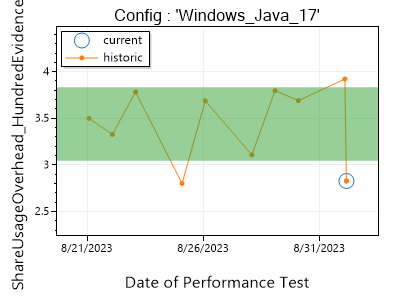 Config : 'Windows_Java_17'
current
historic
ShareUsageOverhead_HundredEvidence
4
3.5
3
2.5
8/21/2023
8/26/2023
8/31/2023
Date of Performance Test